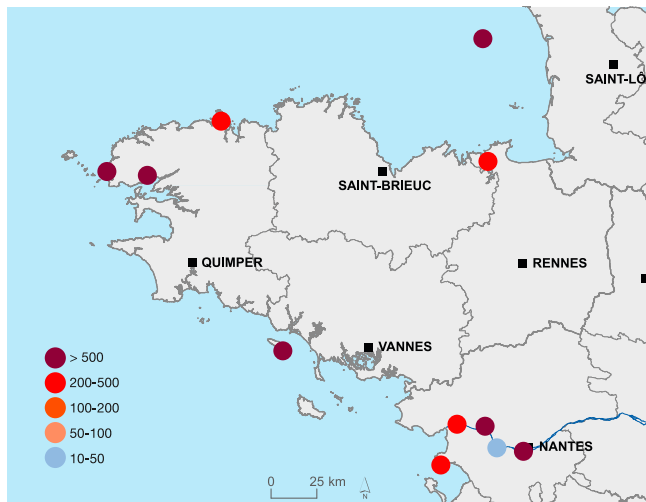 SAINT-LÔ
SAINT-BRIEUC
QUIMPER
RENNES
VANNES
> 500
200-500
100-200
50-100
10-50
NANTES
0 25 km
N